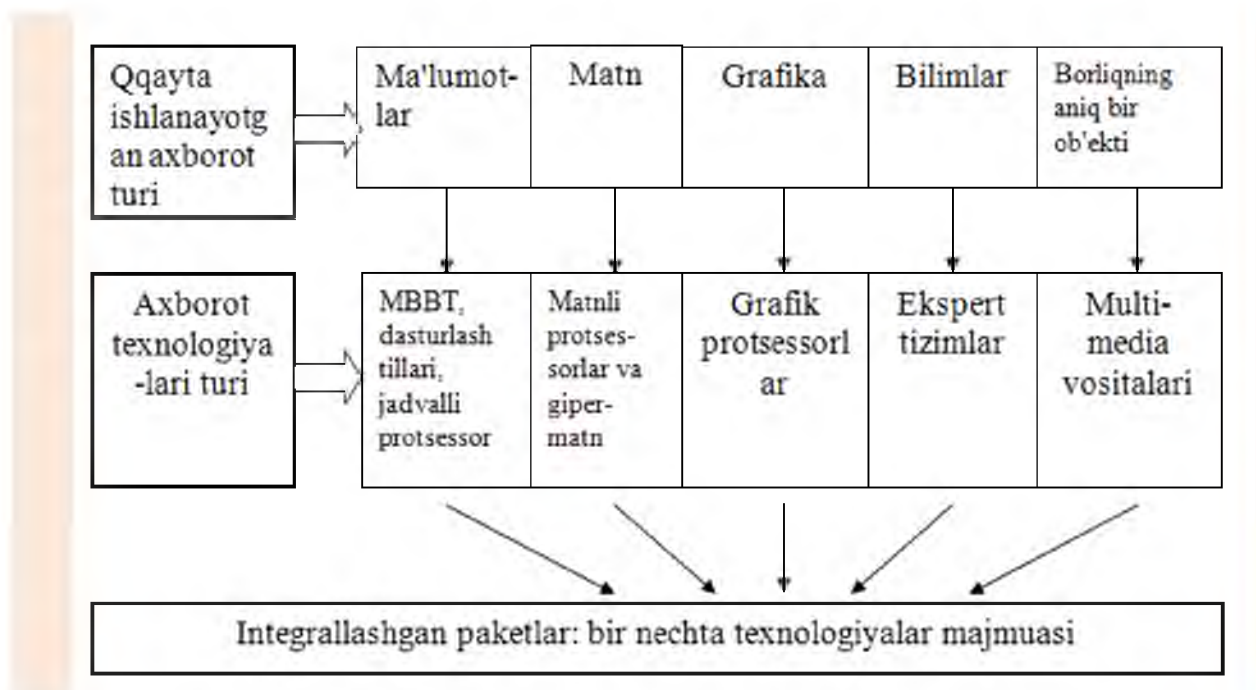 Qqayta
ishlanayotg
an axborot
turi
Ma'lumot-
lar
Matn
Grafika
Bilimlar
Borliqning
aniq bir
ob'ekti
Axborot
texnologiya
-lari turi
MBBT,
dasturlash
tillari,
jadvalli
protsessor
Matnli
protses-
sorlar va
giper-
matn
Grafik
protsessorl
ar
Ekspert
tizimlar
Multi-
media
vositalari
Integrallashgan paketlar: bir nechta texnologiyalar majmuasi